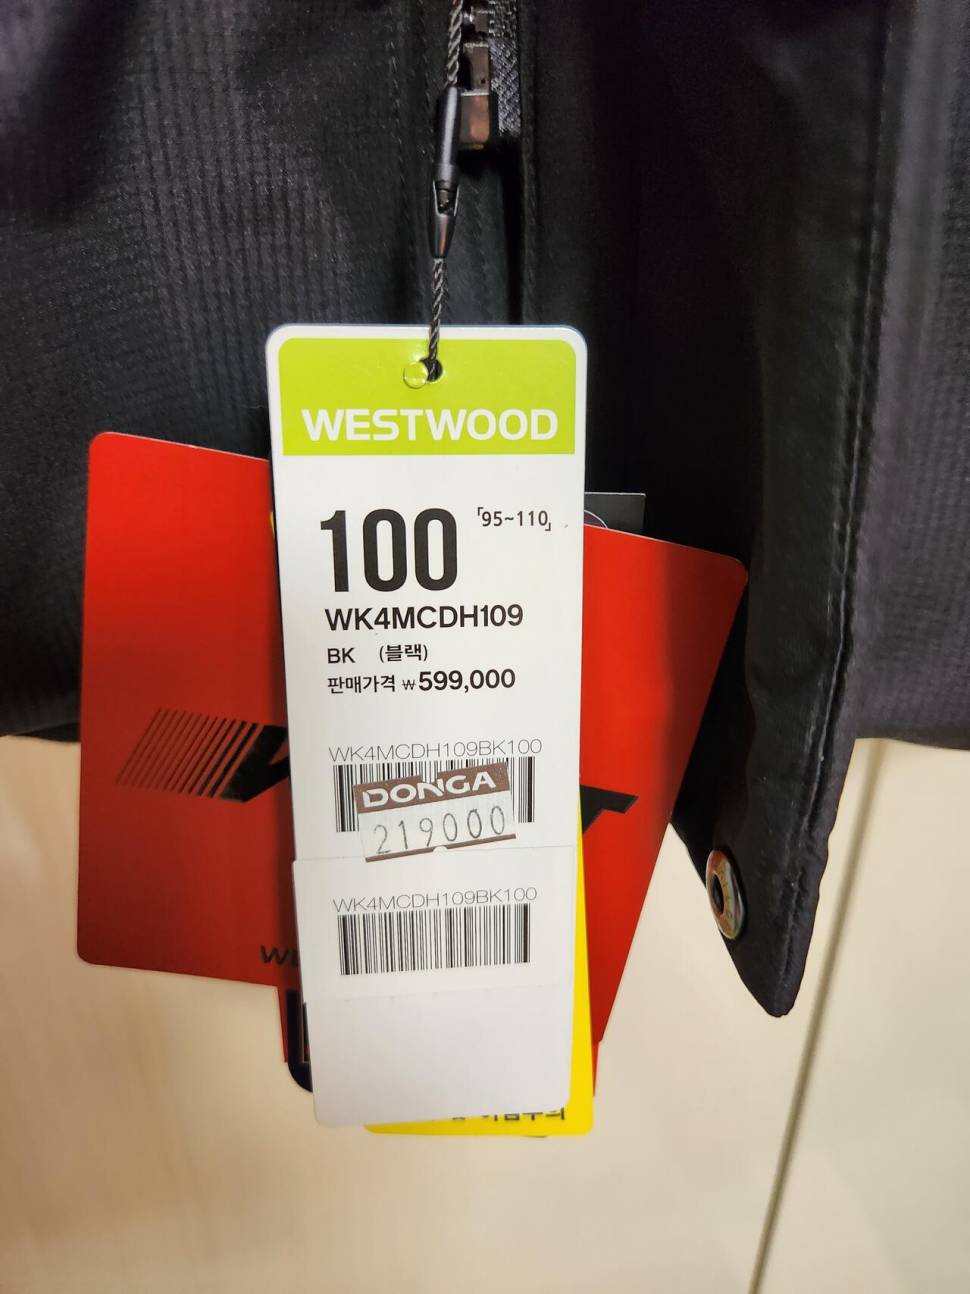 WESTWOOD
100 「95~110」
WK4MCDH109
BK (블랙)
판매가격 ₩599,000
WK4MCDH109BK100
DONGA
219000
WK4MCDH109BK100